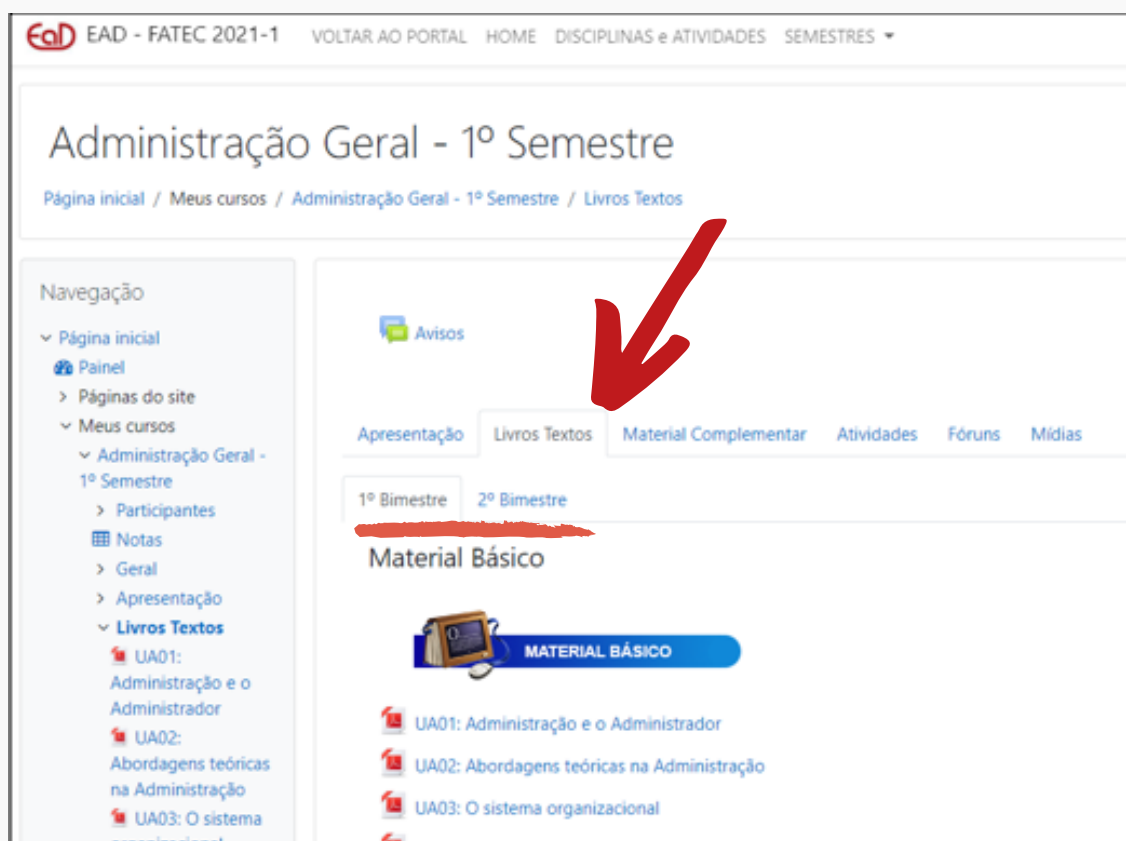 EaD EAD - FATEC 2021-1 VOLTAR AO PORTAL HOME DISCIPLINAS e ATIVIDADES SEMESTRES
Administração Geral - 1º Semestre
Página inicial / Meus cursos / Administração Geral - 1º Semestre / Livros Textos
Navegação
Página inicial
Painel
Páginas do site
Meus cursos
Administração Geral -
1º Semestre
Participantes
Notas
Geral
Apresentação
Livros Textos
UA01:
Administração e o
Administrador
UA02:
Abordagens teóricas
na Administração
UA03: O sistema
organizacional
Avisos
Apresentação Livros Textos Material Complementar Atividades Fóruns Mídias
1º Bimestre 2º Bimestre
Material Básico
MATERIAL BÁSICO
UA01: Administração e o Administrador
UA02: Abordagens teóricas na Administração
UA03: O sistema organizacional